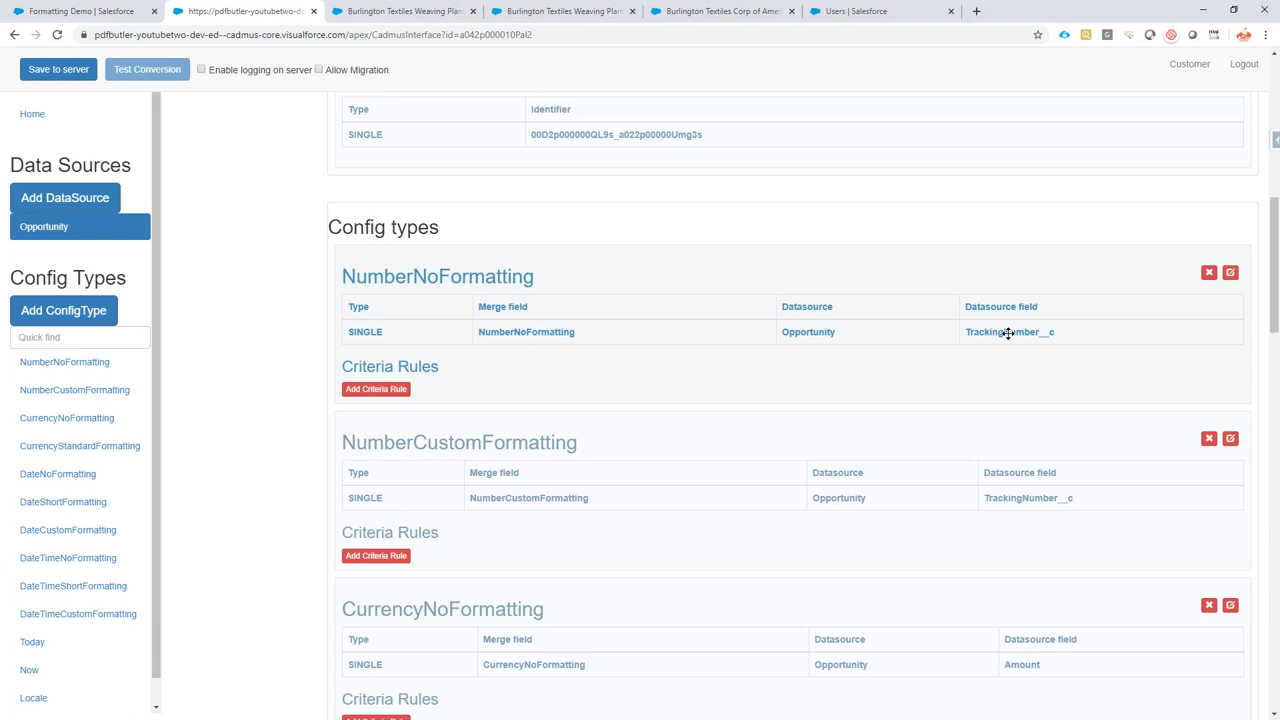 Formatting Demo | Salesforce
https://pdfbutler-youtubetwo-de
Burlington Textiles Weaving Plan
Burlington Textiles Weaving Plan
Burlington Textiles Corp of Ame
Users | Salesforce
pdfbutler-youtubetwo-dev-ed--cadmus-core.visualforce.com/apex/CadmusInterface?id=a042p000010Pal2
Save to server
Test Conversion
Enable logging on server
Allow Migration
Customer
Logout
Home
Data Sources
Add DataSource
Opportunity
Config Types
Add ConfigType
Quick find
NumberNoFormatting
NumberCustomFormatting
CurrencyNoFormatting
CurrencyStandardFormatting
DateNoFormatting
DateShortFormatting
DateCustomFormatting
DateTimeNoFormatting
DateTimeShortFormatting
DateTimeCustomFormatting
Today
Now
Locale
Type Identifier
SINGLE 00D2p000000QL9s_a022p00000Umg3s
Config types
NumberNoFormatting
Type Merge field Datasource Datasource field
SINGLE NumberNoFormatting Opportunity TrackingNumber__c
Criteria Rules
Add Criteria Rule
NumberCustomFormatting
Type Merge field Datasource Datasource field
SINGLE NumberCustomFormatting Opportunity TrackingNumber__c
Criteria Rules
Add Criteria Rule
CurrencyNoFormatting
Type Merge field Datasource Datasource field
SINGLE CurrencyNoFormatting Opportunity Amount
Criteria Rules